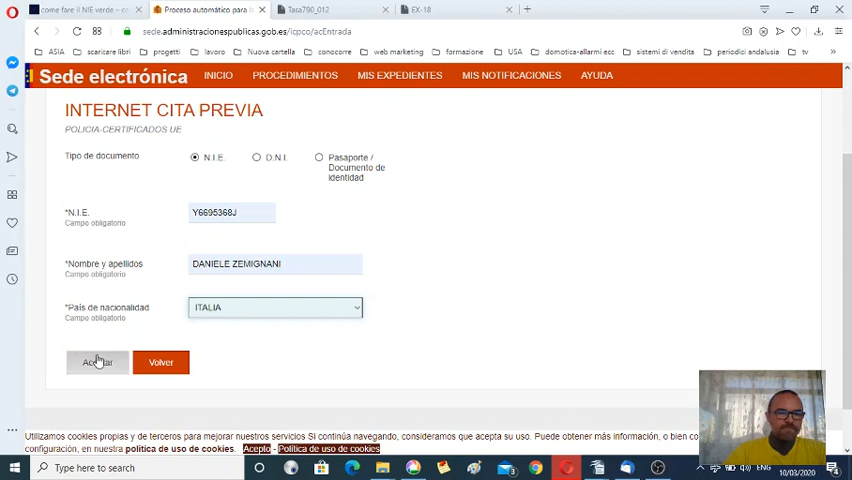 come fare il NIE verde –
Proceso automático para l
Tasa790_012
EX-18
sede.administracionespublicas.gob.es/icpco/acEntrada
ASIA
scaricare libri
progetti
lavoro
Nuova cartella
concorrente
web marketing
formazione
USA
domotica-allarmi ecc
sistemi di vendita
periodici andalusia
tv
Sede electrónica INICIO PROCEDIMIENTOS MIS EXPEDIENTES MIS NOTIFICACIONES AYUDA
INTERNET CITA PREVIA
POLICIA-CERTIFICADOS UE
Tipo de documento
N.I.E.
D.N.I.
Pasaporte /
Documento de
identidad
*N.I.E.
Campo obligatorio
Y6695368J
*Nombre y apellidos
Campo obligatorio
DANIELE ZEMIGNANI
*País de nacionalidad
Campo obligatorio
ITALIA
Aceptar
Volver
Utilizamos cookies propias y de terceros para mejorar nuestros servicios Si continúa navegando, consideramos que acepta su uso. Puede obtener más información, o bien co
configuración, en nuestra politica de uso de cookies. Acepto - Política de uso de cookies
Type here to search
ENG
10/03/2020